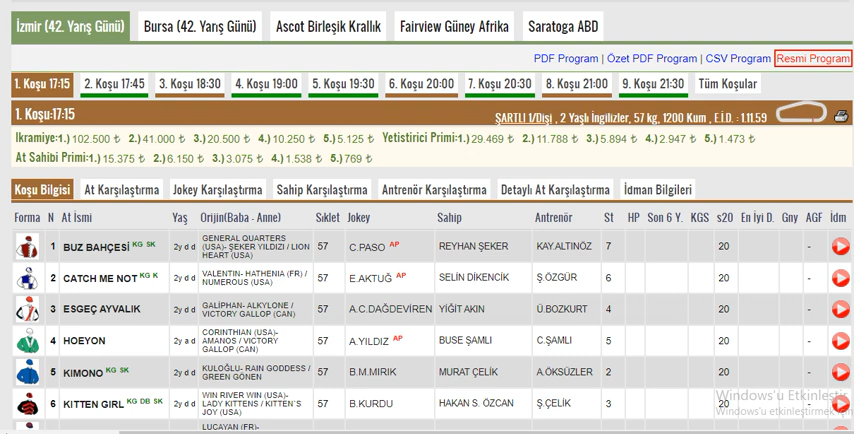 İzmir (42. Yarış Günü) Bursa (42. Yarış Günü) Ascot Birleşik Krallık Fairview Güney Afrika Saratoga ABD
PDF Program | Özet PDF Program | CSV Program Resmi Program
1. Koşu 17:15 2. Koşu 17:45 3. Koşu 18:30 4. Koşu 19:00 5. Koşu 19:30 6. Koşu 20:00 7. Koşu 20:30 8. Koşu 21:00 9. Koşu 21:30 Tüm Koşular
1. Koşu:17:15 ŞARTLI 1/Dişi , 2 Yaşlı İngilizler, 57 kg, 1200 Kum , E.İ.D. : 1.11.59
Ikramiye:1.) 102.500 ₺ 2.) 41.000 ₺ 3.) 20.500 ₺ 4.) 10.250 ₺ 5.) 5.125 ₺ Yetistirici Primi:1.) 29.469 ₺ 2.) 11.788 ₺ 3.) 5.894 ₺ 4.) 2.947 ₺ 5.) 1.473 ₺
At Sahibi Primi:1.) 15.375 ₺ 2.) 6.150 ₺ 3.) 3.075 ₺ 4.) 1.538 ₺ 5.) 769 ₺
Koşu Bilgisi At Karşılaştırma Jokey Karşılaştırma Sahip Karşılaştırma Antrenör Karşılaştırma Detaylı At Karşılaştırma İdman Bilgileri
Forma N At İsmi Yaş Orijin(Baba - Anne) Sıklet Jokey Sahip Antrenör St HP Son 6 Y. KGS s20 En İyi D. Gny AGF İdm
1 BUZ BAHÇESİ KG SK 2y d d GENERAL QUARTERS (USA)- ŞEKER YILDIZI / LION HEART (USA) 57 C.PASO AP REYHAN ŞEKER KAY.ALTINÖZ 7 20 -
2 CATCH ME NOT KG K 2y d d VALENTIN- HATHENIA (FR) / NUMEROUS (USA) 57 E.AKTUĞ AP SELİN DİKENCİK Ş.ÖZGÜR 6 20 -
3 ESGEÇ AYVALIK 2y d d GALİPHAN- ALKYLONE / VICTORY GALLOP (CAN) 57 A.C.DAĞDEVİREN YİĞİT AKIN Ü.BOZKURT 4 20 -
4 HOEYON 2y a d CORINTHIAN (USA)- AMANOS / VICTORY GALLOP (CAN) 57 A.YILDIZ AP BUSE ŞAMLI C.ŞAMLI 5 20 -
5 KIMONO KG SK 2y d d KULOĞLU- RAIN GODDESS / GREEN GÖNEN 57 B.M.MIRIK MURAT ÇELİK A.ÖKSÜZLER 2 20 -
6 KITTEN GIRL KG DB SK 2y d d WIN RIVER WIN (USA)- LADY KITTENS / KITTEN'S JOY (USA) 57 B.KURDU HAKAN S. ÖZCAN Ş.ÇELİK 3 20 -
LUCAYAN (FR)-
Windows'u Etkinleştir
Windows'u etkinleştirmek için